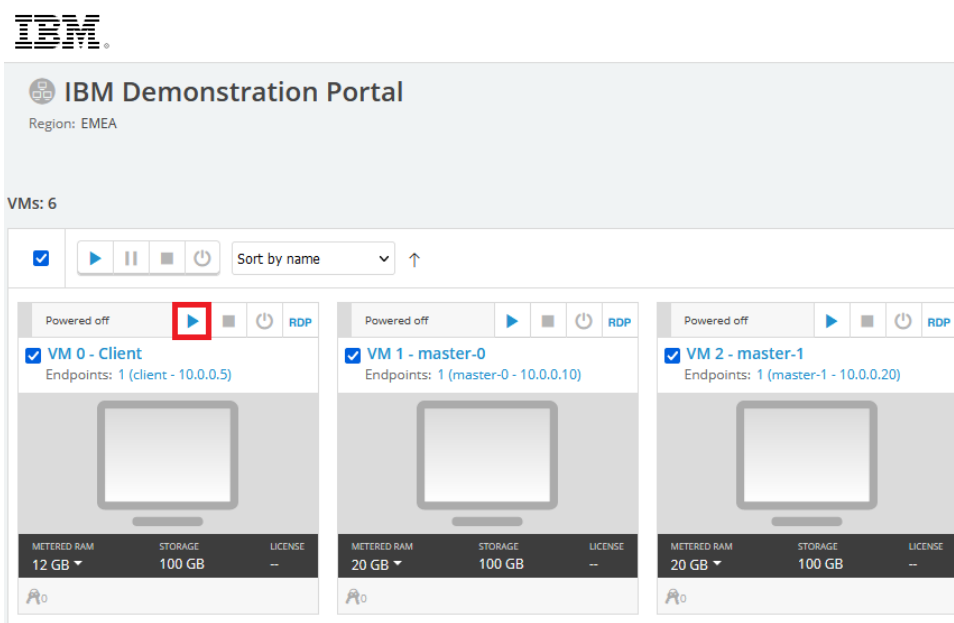 IBM
IBM Demonstration Portal
Region: EMEA
VMs: 6
Sort by name
Powered off RDP
VM 0 - Client
Endpoints: 1 (client - 10.0.0.5)
METERED RAM STORAGE LICENSE
12 GB 100 GB --
0
Powered off RDP
VM 1 - master-0
Endpoints: 1 (master-0 - 10.0.0.10)
METERED RAM STORAGE LICENSE
20 GB 100 GB --
0
Powered off RDP
VM 2 - master-1
Endpoints: 1 (master-1 - 10.0.0.20)
METERED RAM STORAGE LICENSE
20 GB 100 GB --
0